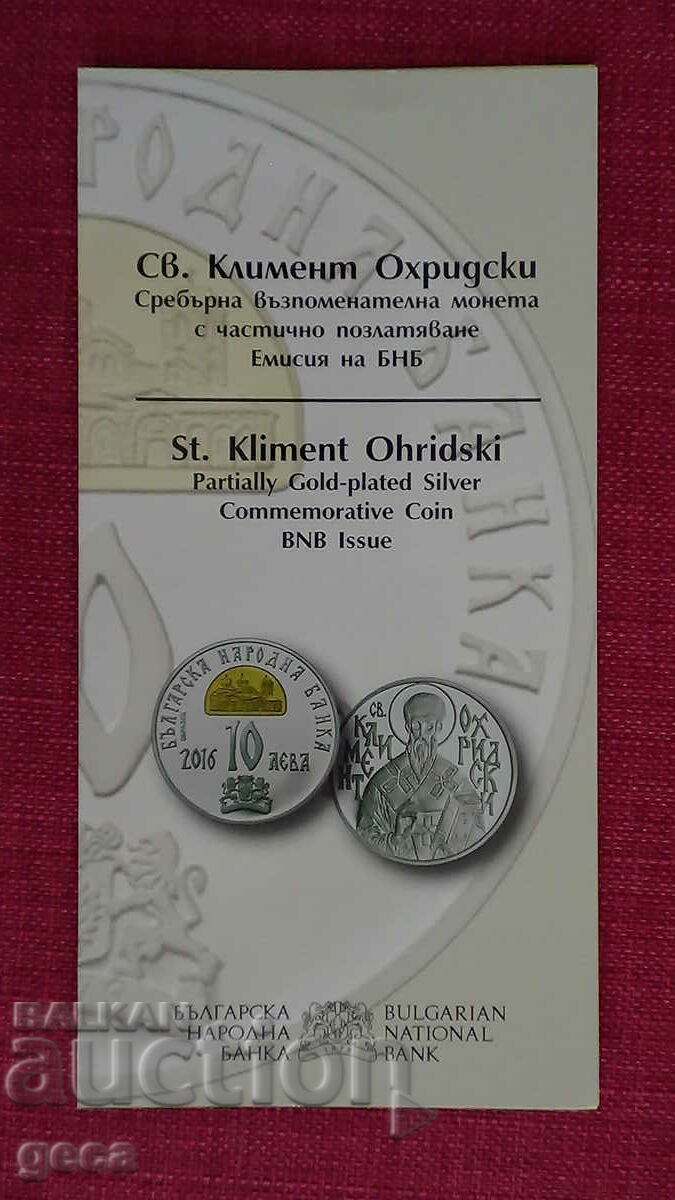 РОДНА БАНКА
Св. Климент Охридски
Сребърна възпоменателна монета
с частично позлатяване
Емисия на БНБ
St. Kliment Ohridski
Partially Gold-plated Silver
Commemorative Coin
BNB Issue
БЪЛГАРСКА НАРОДНА БАНКА
2016 10 ЛЕВА
СВ.
КЛИМЕНТ
ОХРИДСКИ
БЪЛГАРСКА
НАРОДНА
БАНКА
BULGARIAN
NATIONAL
BANK
BALKAN
auction
geca